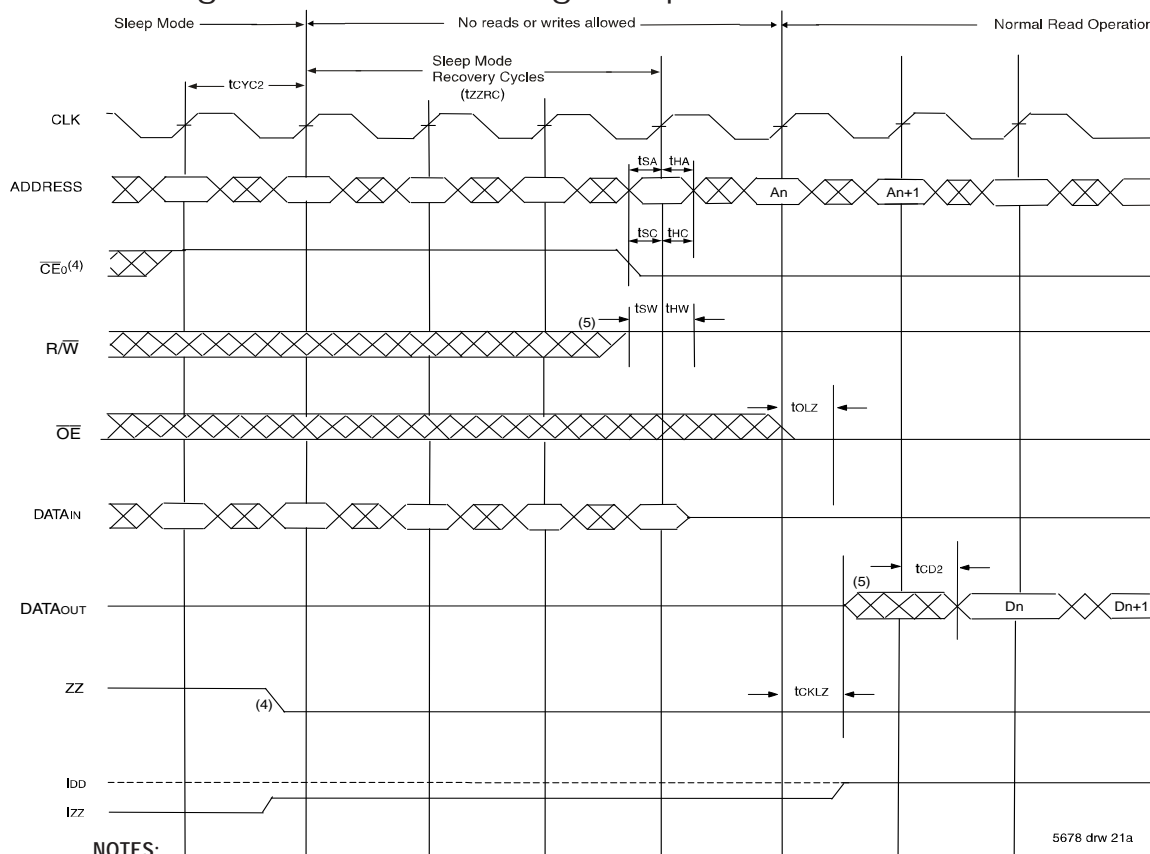 Sleep Mode
No reads or writes allowed
Normal Read Operation
Sleep Mode
Recovery Cycles
(tZZRC)
tCYC2
CLK
tSA tHA
ADDRESS
An
An+1
tSC tHC
CE0(4)
tSW tHW
(5)
R/W
tOLZ
OE
DATAIN
tCD2
(5)
DATAOUT
Dn
Dn+1
ZZ
(4)
tCKLZ
IDD
IZZ
5678 drw 21a
NOTES: